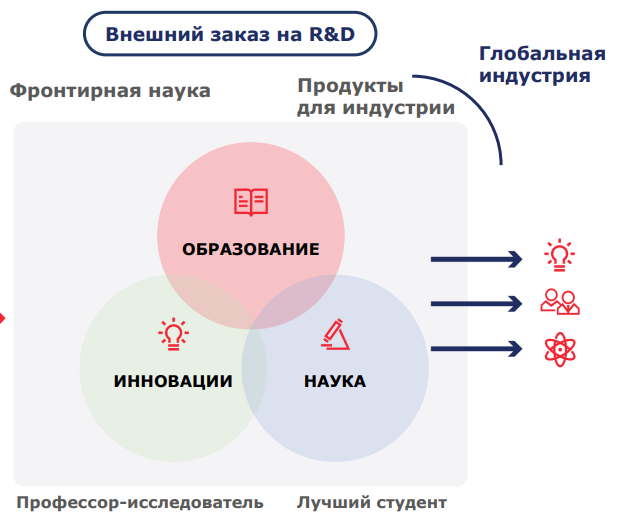 Внешний заказ на R&D
Глобальная
индустрия
Фронтирная наука
Продукты
для индустрии
ОБРАЗОВАНИЕ
ИННОВАЦИИ
НАУКА
Профессор–исследователь
Лучший студент